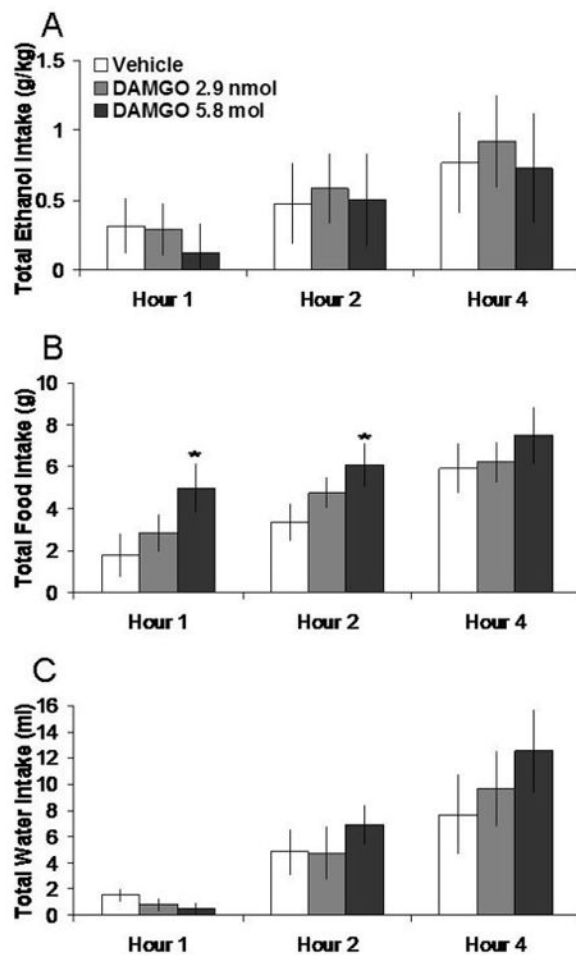 A
Total Ethanol Intake (g/kg)
1.5
1
0.5
0
Vehicle
DAMGO 2.9 nmol
DAMGO 5.8 mol
Hour 1
Hour 2
Hour 4
B
Total Food Intake (g)
10
8
6
4
2
0
*
*
Hour 1
Hour 2
Hour 4
C
Total Water Intake (ml)
16
14
12
10
8
6
4
2
0
Hour 1
Hour 2
Hour 4